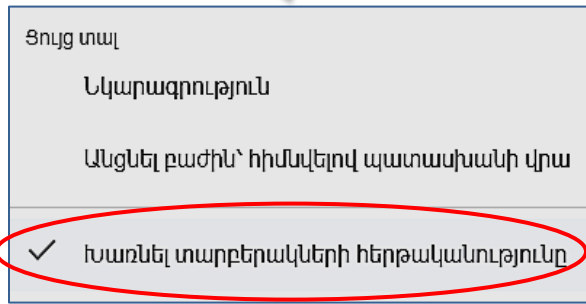 Ցույց տալ
Նկարագրություն
Անցնել բաժին՝ հիմնվելով պատասխանի վրա
Խառնել տարբերակների հերթականությունը